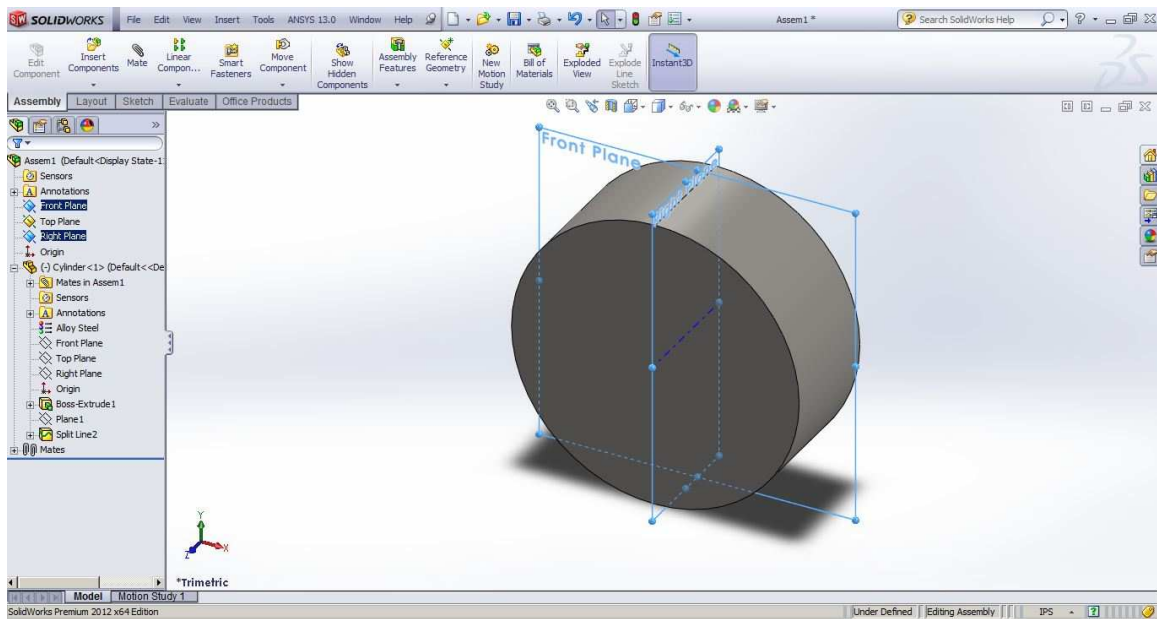 SOLIDWORKS File Edit View Insert Tools ANSYS 13.0 Window Help Assem1 * Search SolidWorks Help
Edit Component
Insert Components
Mate
Linear Compon...
Smart Fasteners
Move Component
Show Hidden Components
Assembly Features
Reference Geometry
New Motion Study
Bill of Materials
Exploded View
Explode Line Sketch
Instant3D
Assembly Layout Sketch Evaluate Office Products
Assem1 (Default<Display State-1
Sensors
Annotations
Front Plane
Top Plane
Right Plane
Origin
(-) Cylinder<1> (Default<<De
Mates in Assem1
Sensors
Annotations
Alloy Steel
Front Plane
Top Plane
Right Plane
Origin
Boss-Extrude1
Plane1
Split Line2
Mates
Front Plane
Y
X
Z
*Trimetric
Model Motion Study 1
SolidWorks Premium 2012 x64 Edition Under Defined Editing Assembly IPS